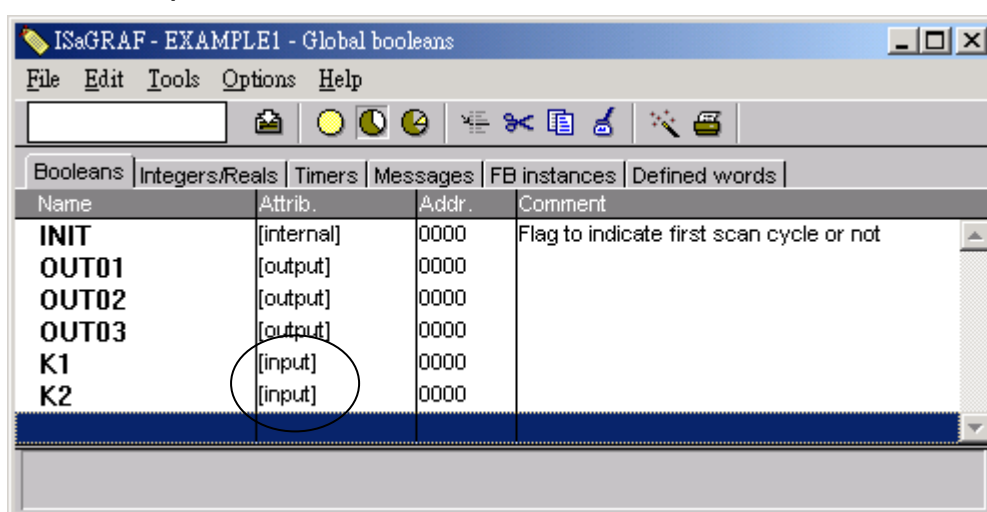 ISaGRAF - EXAMPLE1 - Global booleans
File Edit Tools Options Help
Booleans Integers/Reals Timers Messages FB instances Defined words
Name Attrib. Addr. Comment
INIT [internal] 0000 Flag to indicate first scan cycle or not
OUT01 [output] 0000
OUT02 [output] 0000
OUT03 [output] 0000
K1 [input] 0000
K2 [input] 0000